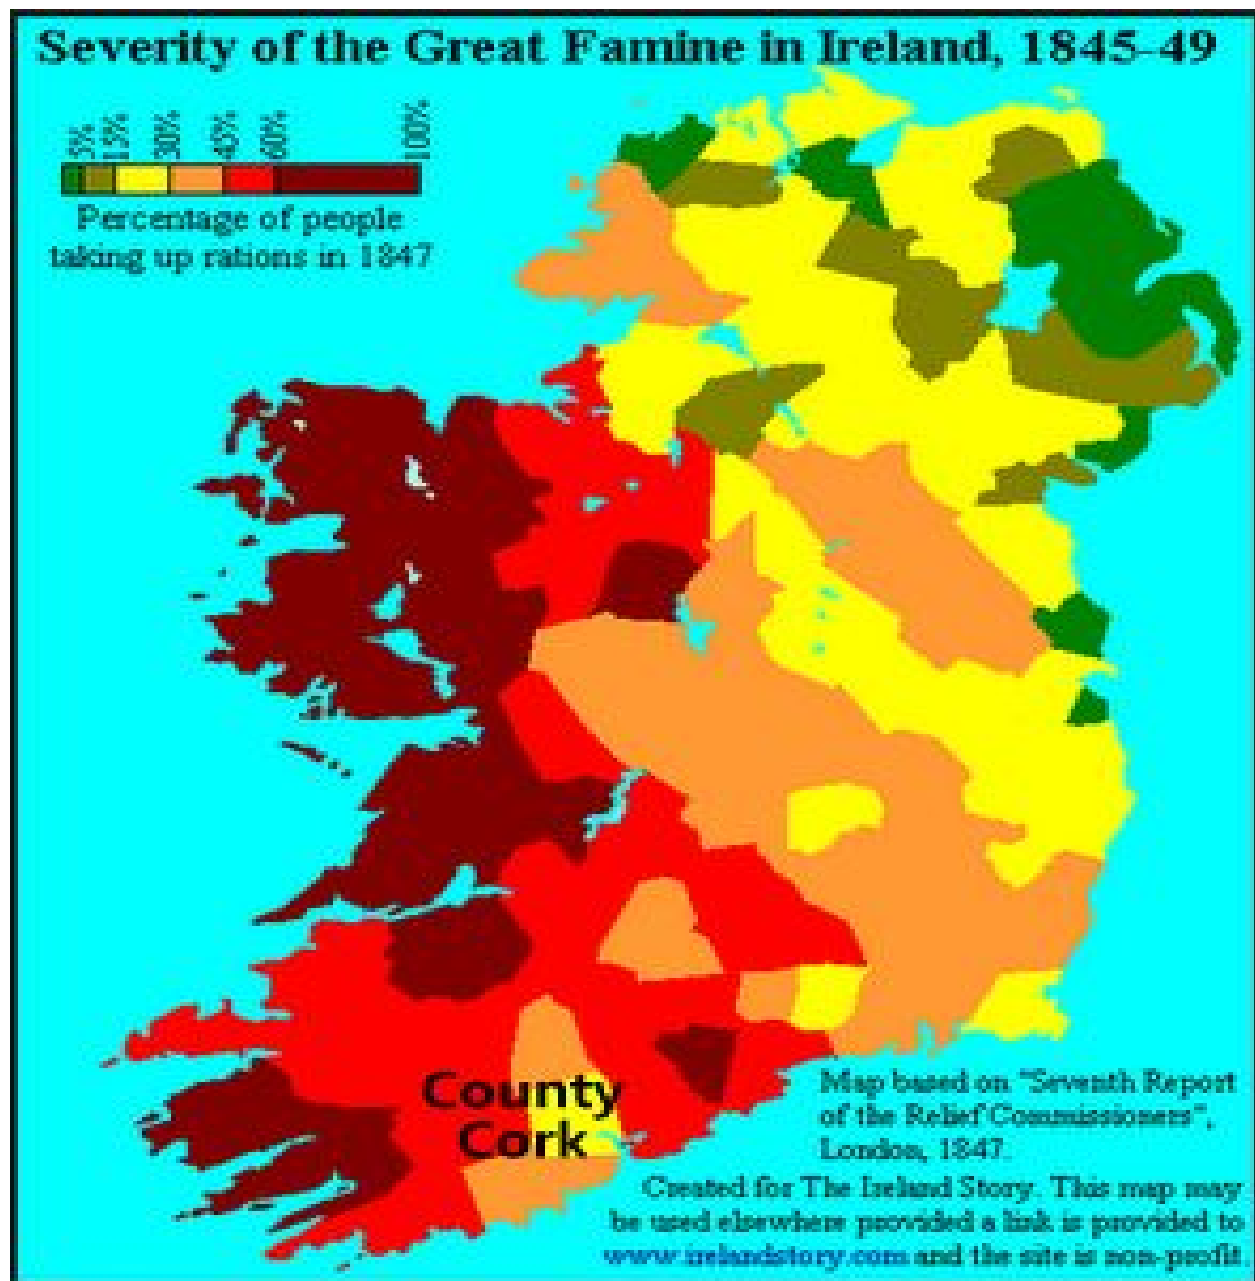 Severity of the Great Famine in Ireland, 1845-49
5% 15% 30% 45% 60% 100%
Percentage of people
taking up rations in 1847
County
Cork
Map based on "Seventh Report
of the Relief Commissioners",
London, 1847.
Created for The Ireland Story. This map may
be used elsewhere provided a link is provided to
www.irelandstory.com and the site is non-profit